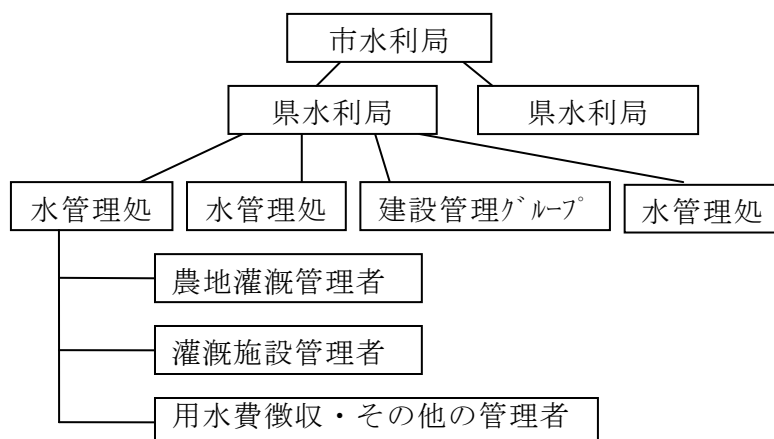 市水利局
県水利局
県水利局
水管理処
水管理処
建設管理ｸﾞﾙｰﾌﾟ
水管理処
農地灌漑管理者
灌漑施設管理者
用水費徴収・その他の管理者